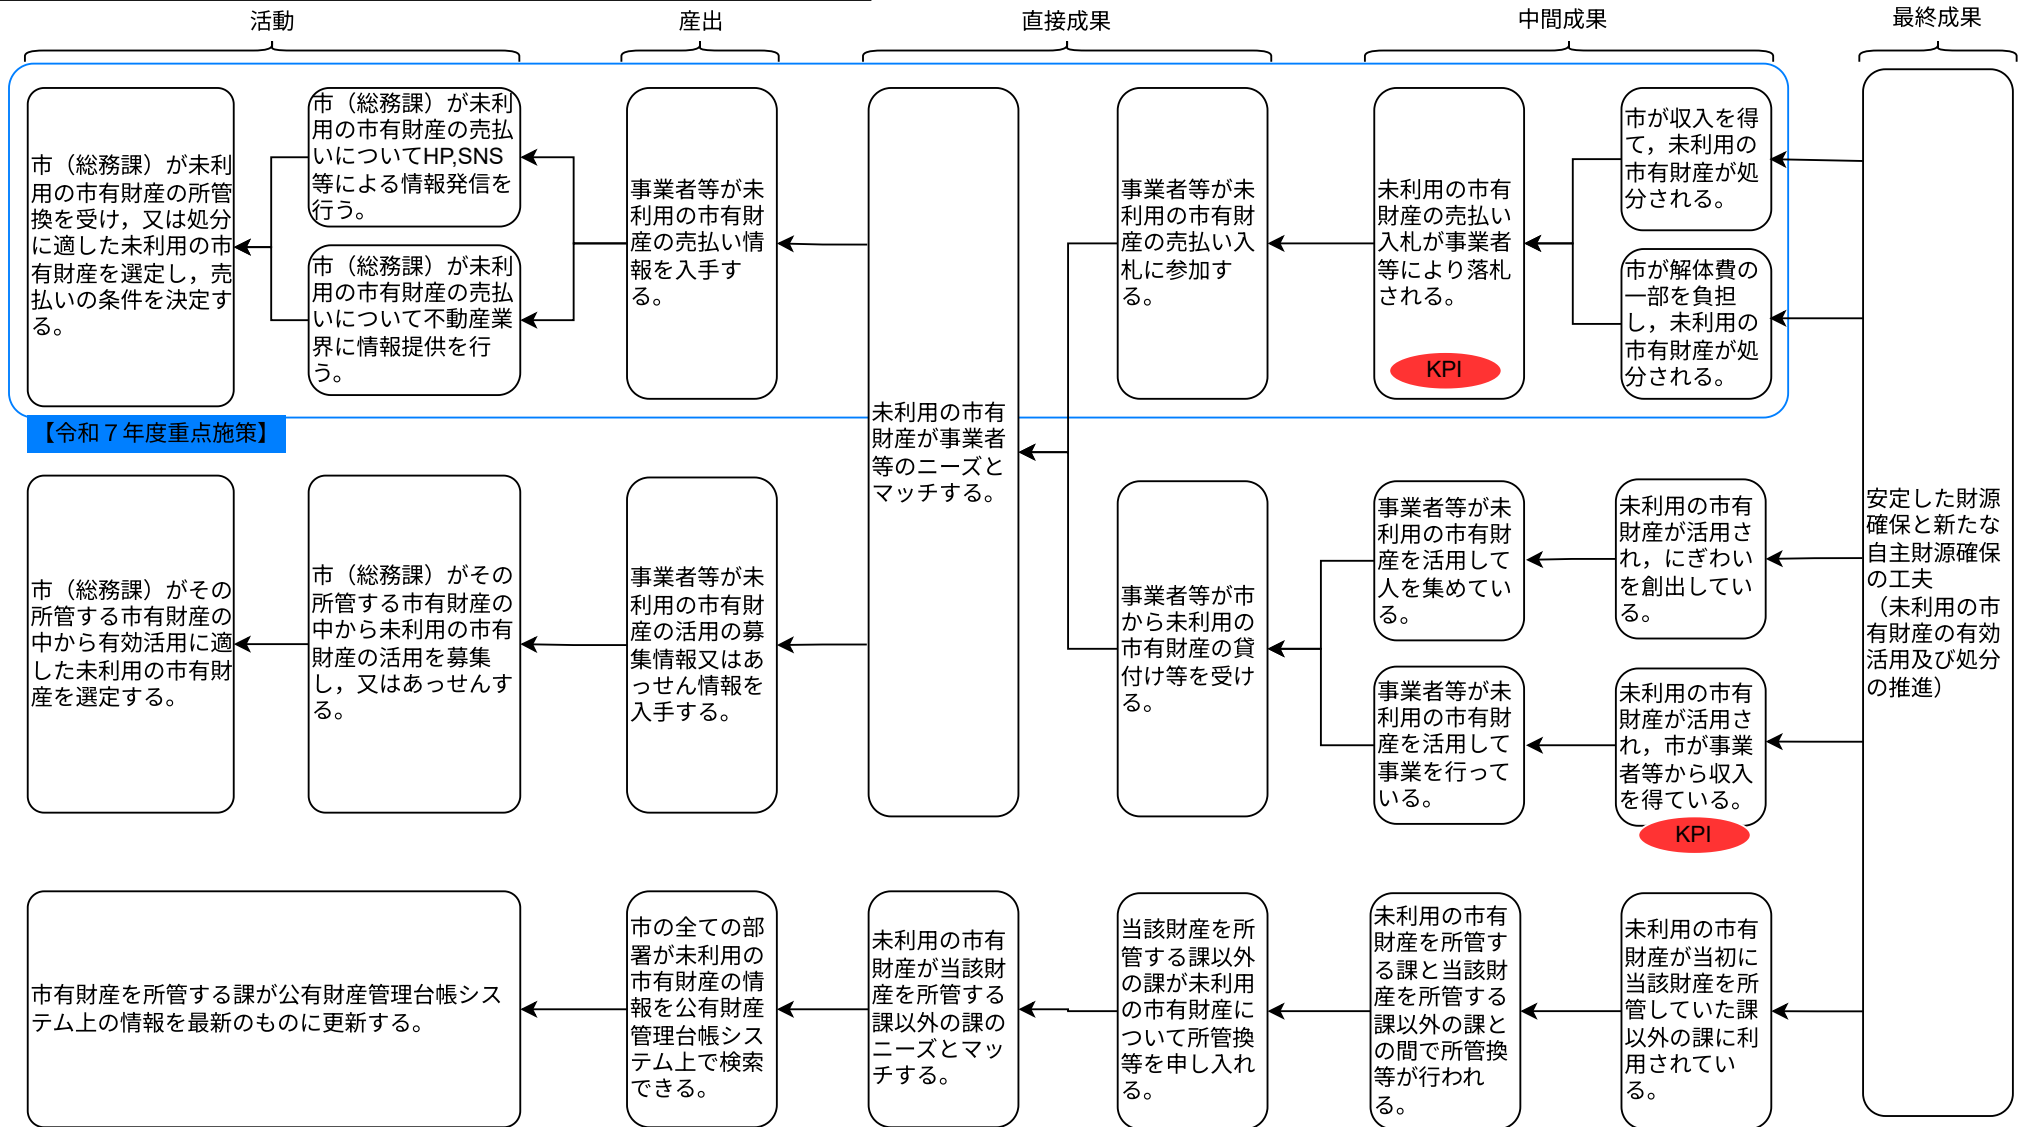 活動
産出
直接成果
中間成果
最終成果
市（総務課）が未利
用の市有財産の所管
換を受け，又は処分
に適した未利用の市
有財産を選定し，売
払いの条件を決定す
る。
市（総務課）が未利
用の市有財産の売払
いについてHP,SNS
等による情報発信を
行う。
市（総務課）が未利
用の市有財産の売払
いについて不動産業
界に情報提供を行
う。
事業者等が未
利用の市有財
産の売払い情
報を入手す
る。
未利用の市有
財産が事業者
等のニーズと
マッチする。
事業者等が未
利用の市有財
産の売払い入
札に参加す
る。
未利用の市有
財産の売払い
入札が事業者
等により落札
される。
KPI
市が収入を得
て，未利用の
市有財産が処
分される。
市が解体費の
一部を負担
し，未利用の
市有財産が処
分される。
【令和７年度重点施策】
市（総務課）がその
所管する市有財産の
中から有効活用に適
した未利用の市有財
産を選定する。
市（総務課）がその
所管する市有財産の
中から未利用の市有
財産の活用を募集
し，又はあっせんす
る。
事業者等が未
利用の市有財
産の活用の募
集情報又はあ
っせん情報を
入手する。
事業者等が市
から未利用の
市有財産の貸
付け等を受け
る。
事業者等が未
利用の市有財
産を活用して
人を集めてい
る。
未利用の市有
財産が活用さ
れ，にぎわい
を創出してい
る。
事業者等が未
利用の市有財
産を活用して
事業を行って
いる。
未利用の市有
財産が活用さ
れ，市が事業
者等から収入
を得ている。
KPI
安定した財源
確保と新たな
自主財源確保
の工夫
（未利用の市
有財産の有効
活用及び処分
の推進）
市有財産を所管する課が公有財産管理台帳シス
テム上の情報を最新のものに更新する。
市の全ての部
署が未利用の
市有財産の情
報を公有財産
管理台帳シス
テム上で検索
できる。
未利用の市有
財産が当該財
産を所管する
課以外の課の
ニーズとマッ
チする。
当該財産を所
管する課以外
の課が未利用
の市有財産に
ついて所管換
等を申し入れ
る。
未利用の市有
財産を所管す
る課と当該財
産を所管する
課以外の課と
の間で所管換
等が行われ
る。
未利用の市有
財産が当初に
当該財産を所
管していた課
以外の課に利
用されてい
る。